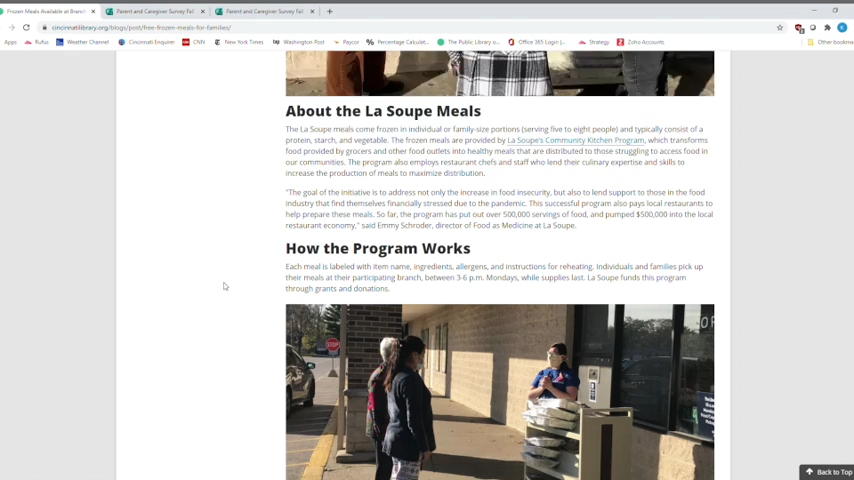 Frozen Meals Available at Branch
Parent and Caregiver Survey Fal
Parent and Caregiver Survey Fall
cincinnatilibrary.org/blogs/post/free-frozen-meals-for-families/
Apps Rufus Weather Channel Cincinnati Enquirer CNN New York Times Washington Post Paycor Percentage Calculat... The Public Library o... Office 365 Login |... Strategy Zoho Accounts Other bookma
About the La Soupe Meals
The La Soupe meals come frozen in individual or family-size portions (serving five to eight people) and typically consist of a
protein, starch, and vegetable. The frozen meals are provided by La Soupe's Community Kitchen Program, which transforms
food provided by grocers and other food outlets into healthy meals that are distributed to those struggling to access food in
our communities. The program also employs restaurant chefs and staff who lend their culinary expertise and skills to
increase the production of meals to maximize distribution.
"The goal of the initiative is to address not only the increase in food insecurity, but also to lend support to those in the food
industry that find themselves financially stressed due to the pandemic. This successful program also pays local restaurants to
help prepare these meals. So far, the program has put out over 500,000 servings of food, and pumped $500,000 into the local
restaurant economy," said Emmy Schroder, director of Food as Medicine at La Soupe.
How the Program Works
Each meal is labeled with item name, ingredients, allergens, and instructions for reheating. Individuals and families pick up
their meals at their participating branch, between 3-6 p.m. Mondays, while supplies last. La Soupe funds this program
through grants and donations.
STOP
Back to Top